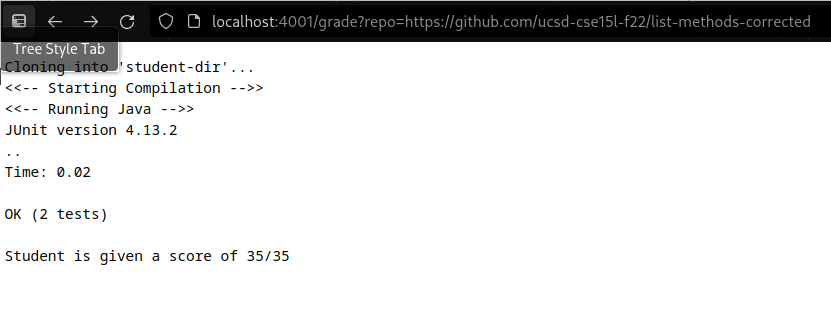 localhost:4001/grade?repo=https://github.com/ucsd-cse15l-f22/list-methods-corrected
Tree Style Tab
Cloning into 'student-dir'...
<<-- Starting Compilation -->>
<<-- Running Java -->>
JUnit version 4.13.2
..
Time: 0.02
OK (2 tests)
Student is given a score of 35/35